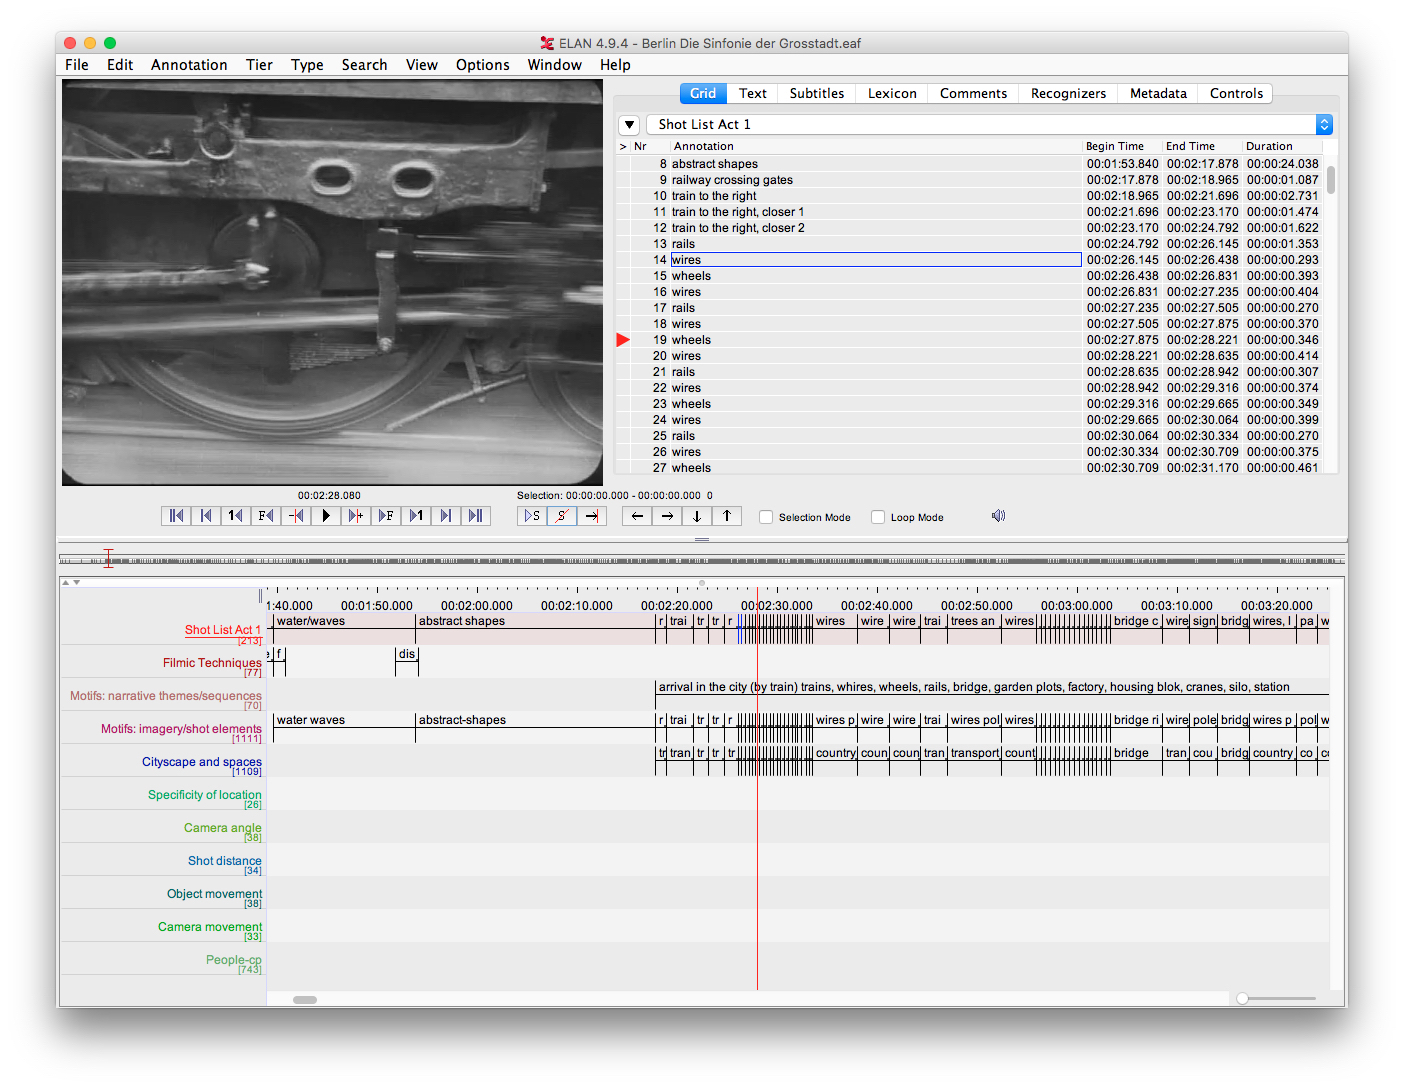 ELAN 4.9.4 - Berlin Die Sinfonie der Grosstadt.eaf
File Edit Annotation Tier Type Search View Options Window Help
Grid Text Subtitles Lexicon Comments Recognizers Metadata Controls
Shot List Act 1
> Nr Annotation Begin Time End Time Duration
8 abstract shapes 00:01:53.840 00:02:17.878 00:00:24.038
9 railway crossing gates 00:02:17.878 00:02:18.965 00:00:01.087
10 train to the right 00:02:18.965 00:02:21.696 00:00:02.731
11 train to the right, closer 1 00:02:21.696 00:02:23.170 00:00:01.474
12 train to the right, closer 2 00:02:23.170 00:02:24.792 00:00:01.622
13 rails 00:02:24.792 00:02:26.145 00:00:01.353
14 wires 00:02:26.145 00:02:26.438 00:00:00.293
15 wheels 00:02:26.438 00:02:26.831 00:00:00.393
16 wires 00:02:26.831 00:02:27.235 00:00:00.404
17 rails 00:02:27.235 00:02:27.505 00:00:00.270
18 wires 00:02:27.505 00:02:27.875 00:00:00.370
19 wheels 00:02:27.875 00:02:28.221 00:00:00.346
20 wires 00:02:28.221 00:02:28.635 00:00:00.414
21 rails 00:02:28.635 00:02:28.942 00:00:00.307
22 wires 00:02:28.942 00:02:29.316 00:00:00.374
23 wheels 00:02:29.316 00:02:29.665 00:00:00.349
24 wires 00:02:29.665 00:02:30.064 00:00:00.399
25 rails 00:02:30.064 00:02:30.334 00:00:00.270
26 wires 00:02:30.334 00:02:30.709 00:00:00.375
27 wheels 00:02:30.709 00:02:31.170 00:00:00.461
00:02:28.080 Selection: 00:00:00.000 - 00:00:00.000 0
1 F - + F 1 S S Selection Mode Loop Mode
1:40.000 00:01:50.000 00:02:00.000 00:02:10.000 00:02:20.000 00:02:30.000 00:02:40.000 00:02:50.000 00:03:00.000 00:03:10.000 00:03:20.000
Shot List Act 1 water/waves abstract shapes r trai tr tr r wires wire wire trai trees an wires bridge c wire sign bridg wires, l pa w
[213]
Filmic Techniques f dis
[77]
Motifs: narrative themes/sequences arrival in the city (by train) trains, whires, wheels, rails, bridge, garden plots, factory, housing blok, cranes, silo, station
[70]
Motifs: imagery/shot elements water waves abstract-shapes r trai tr tr r wires p wire wire trai wires pol wires bridge ri wire pole bridg wires p pol w
[1111]
Cityscape and spaces tr tran tr tr tr country coun coun tran transport count bridge tran cou bridg country co co
[1109]
Specificity of location
[26]
Camera angle
[38]
Shot distance
[34]
Object movement
[38]
Camera movement
[33]
People-cp
[743]